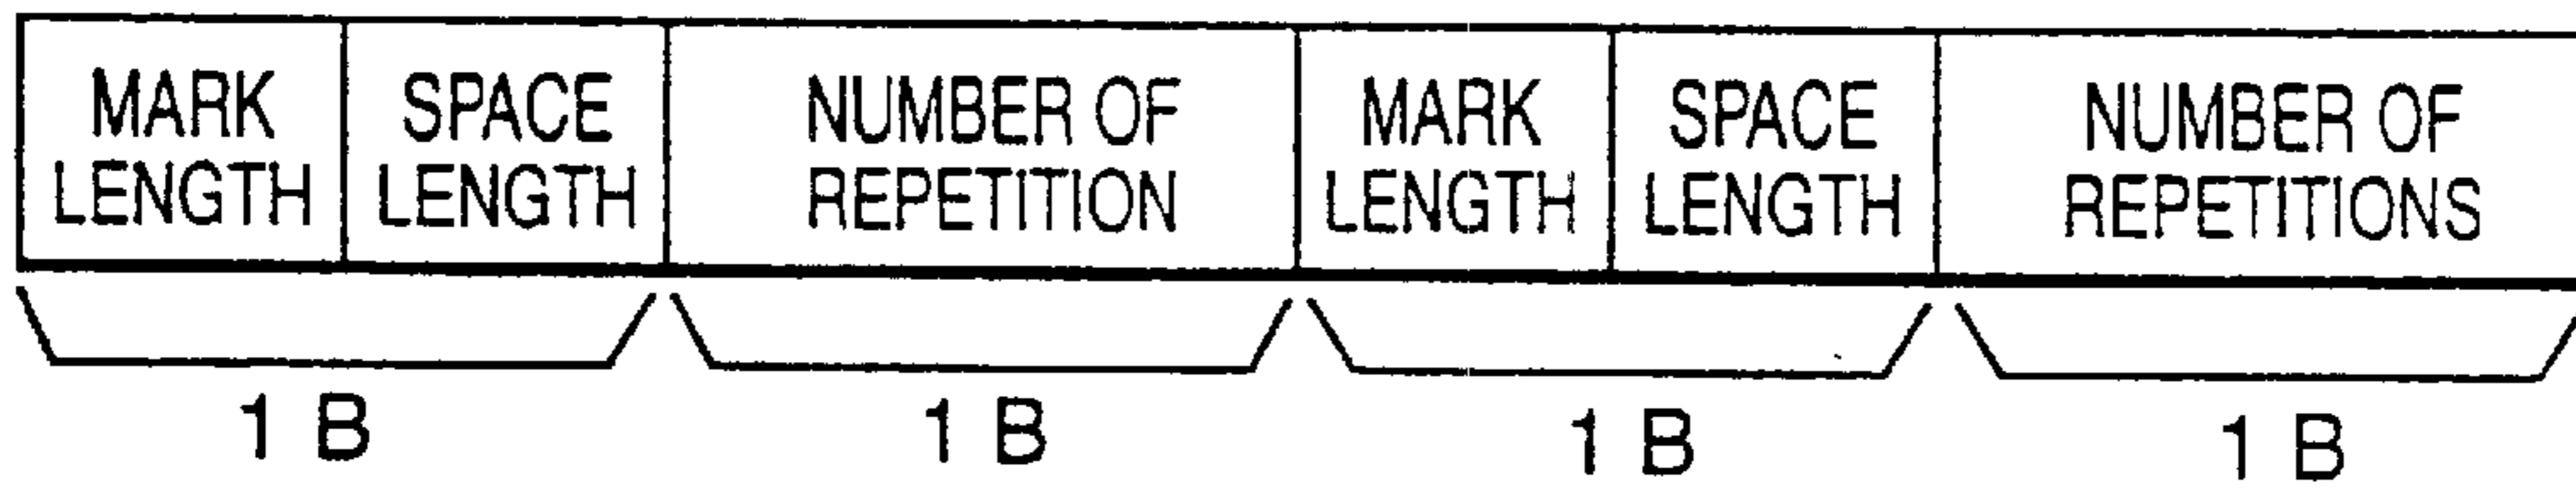 MARK
LENGTH
SPACE
LENGTH
NUMBER OF
REPETITION
MARK
LENGTH
SPACE
LENGTH
NUMBER OF
REPETITIONS
1 B
1 B
1 B
1 B